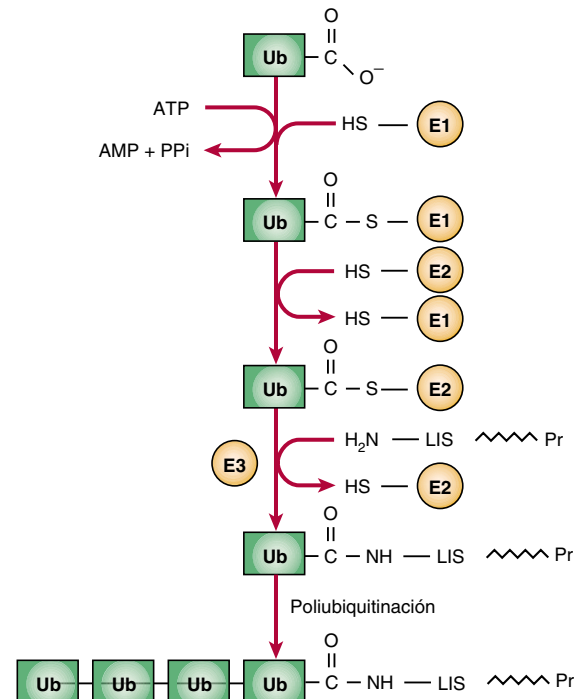 O
Ub C O⁻
ATP HS E1
AMP + PPi
O
Ub C S E1
HS E2
HS E1
O
Ub C S E2
H₂N LIS Pr
E3
HS E2
O
Ub C NH LIS Pr
Poliubiquitinación
O
Ub Ub Ub Ub C NH LIS Pr